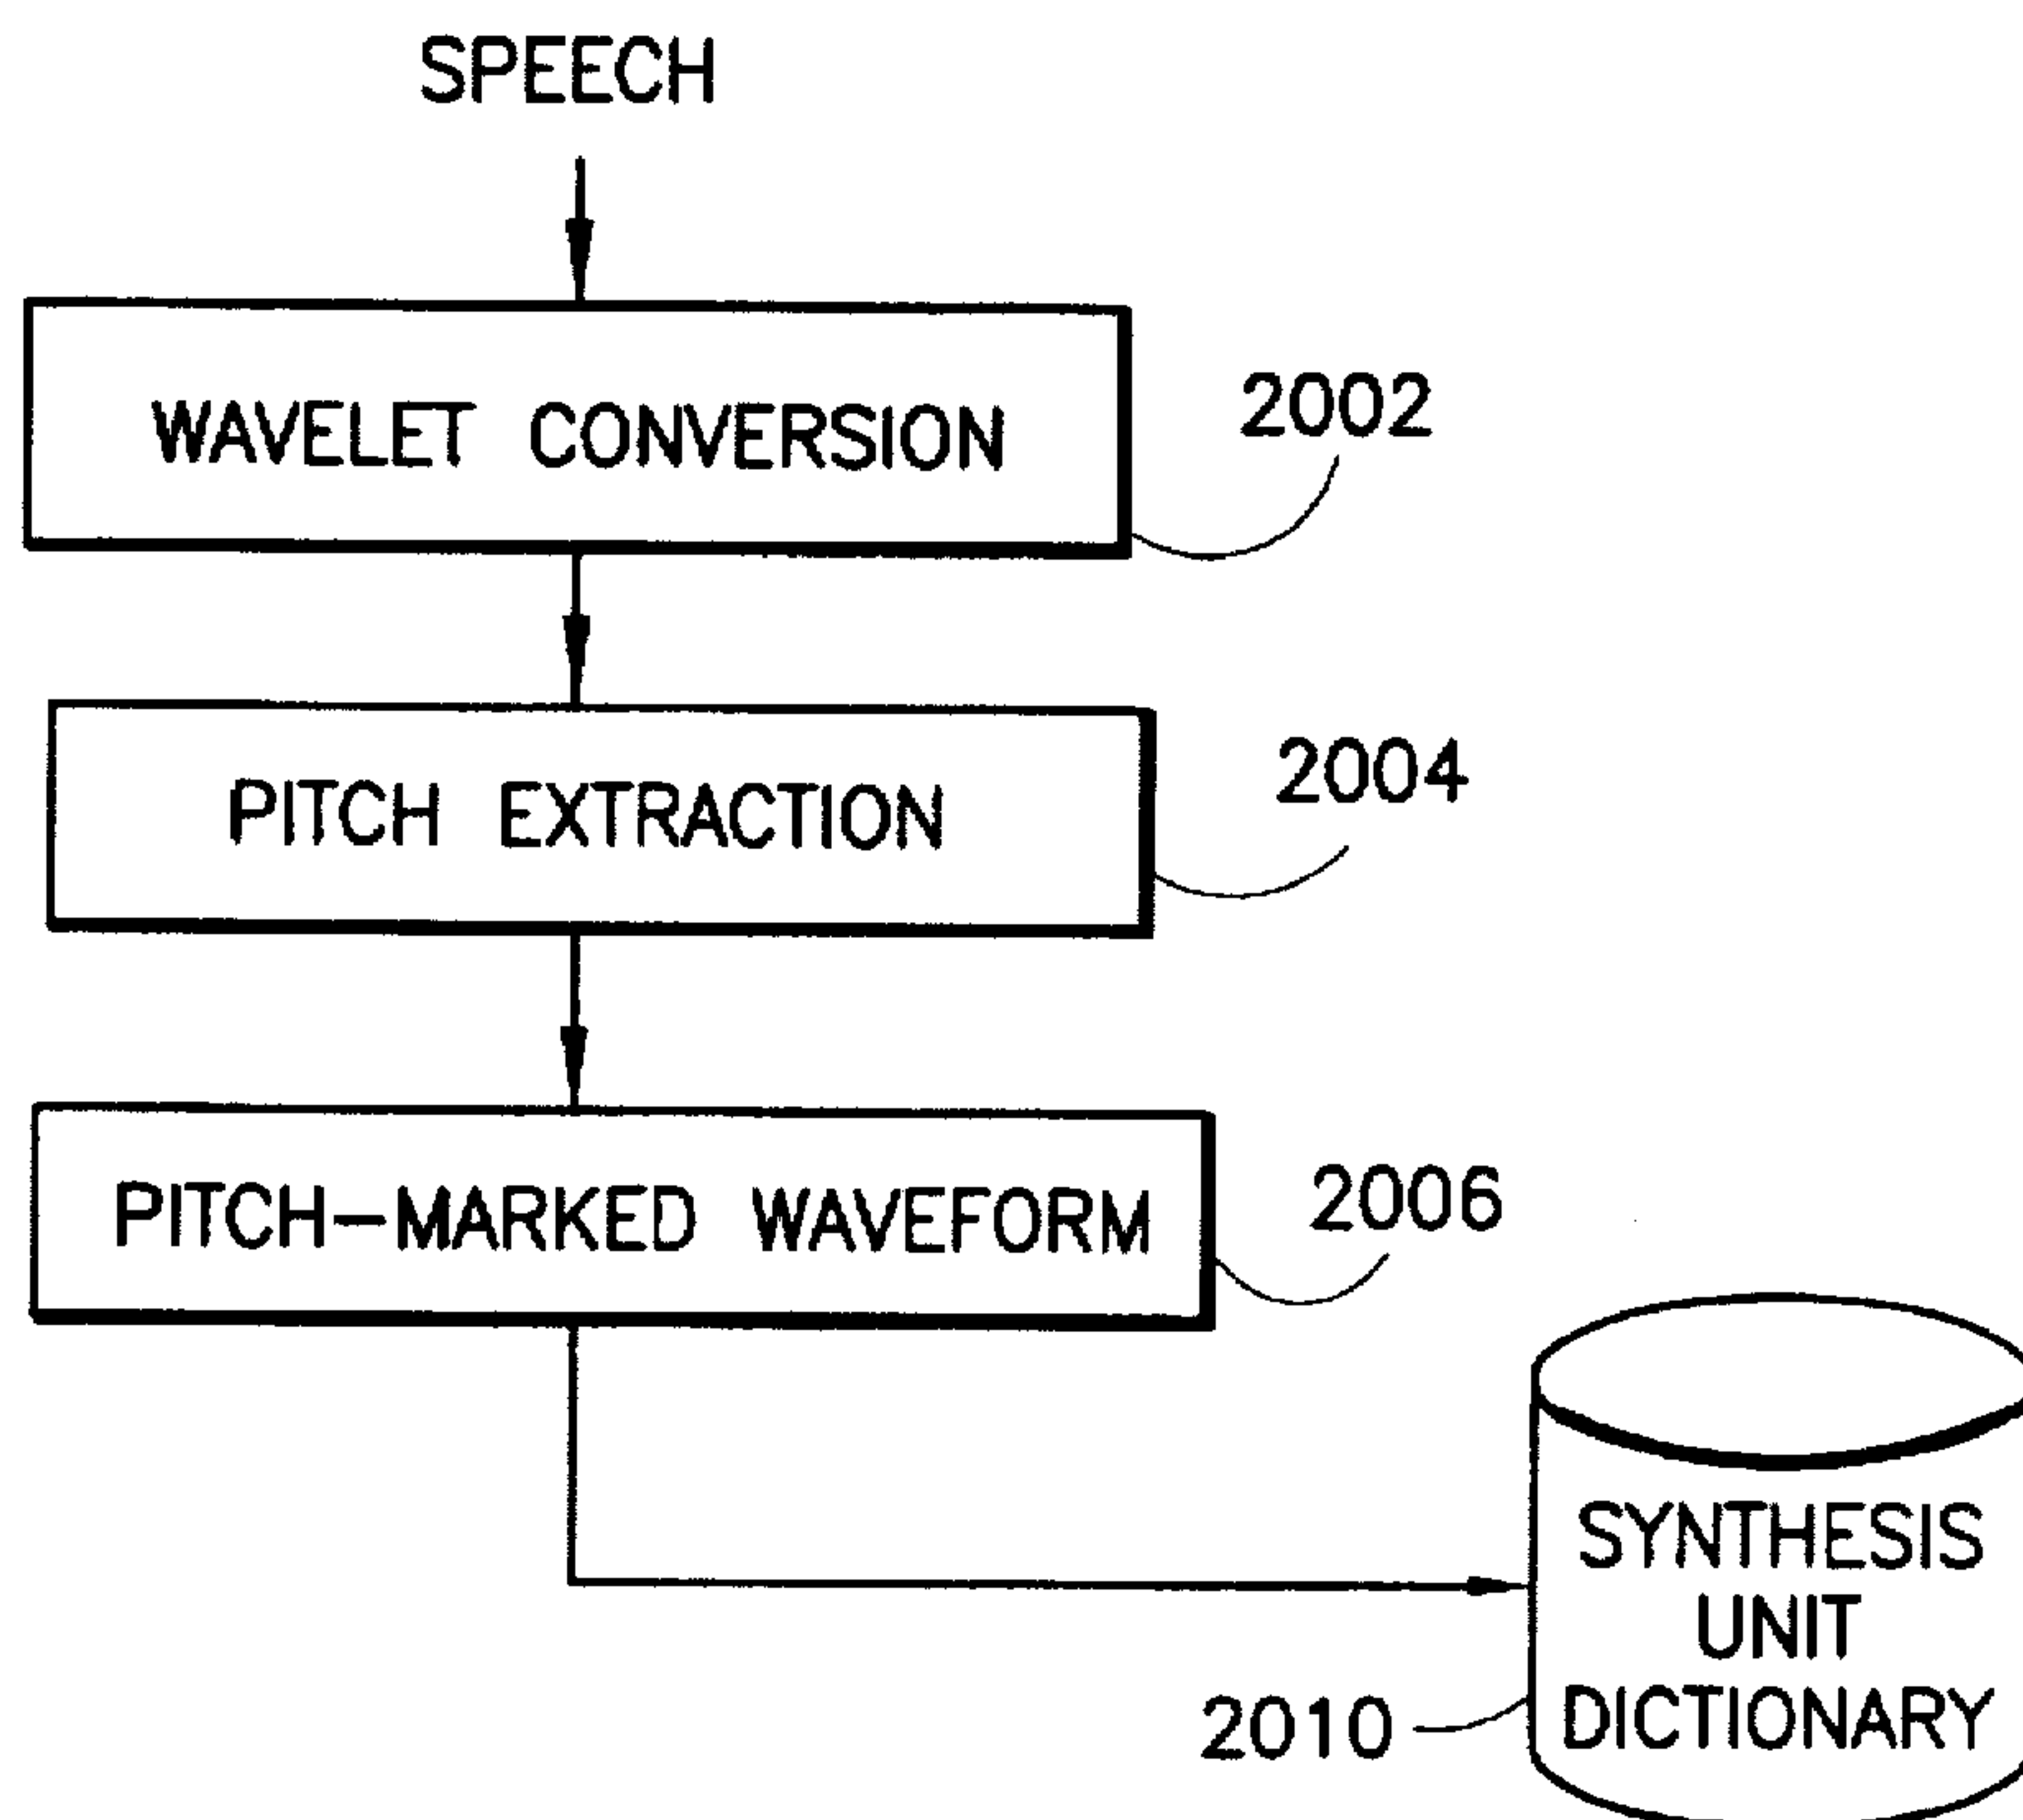 SPEECH
WAVELET CONVERSION
2002
PITCH EXTRACTION
2004
PITCH-MARKED WAVEFORM
2006
SYNTHESIS
UNIT
DICTIONARY
2010